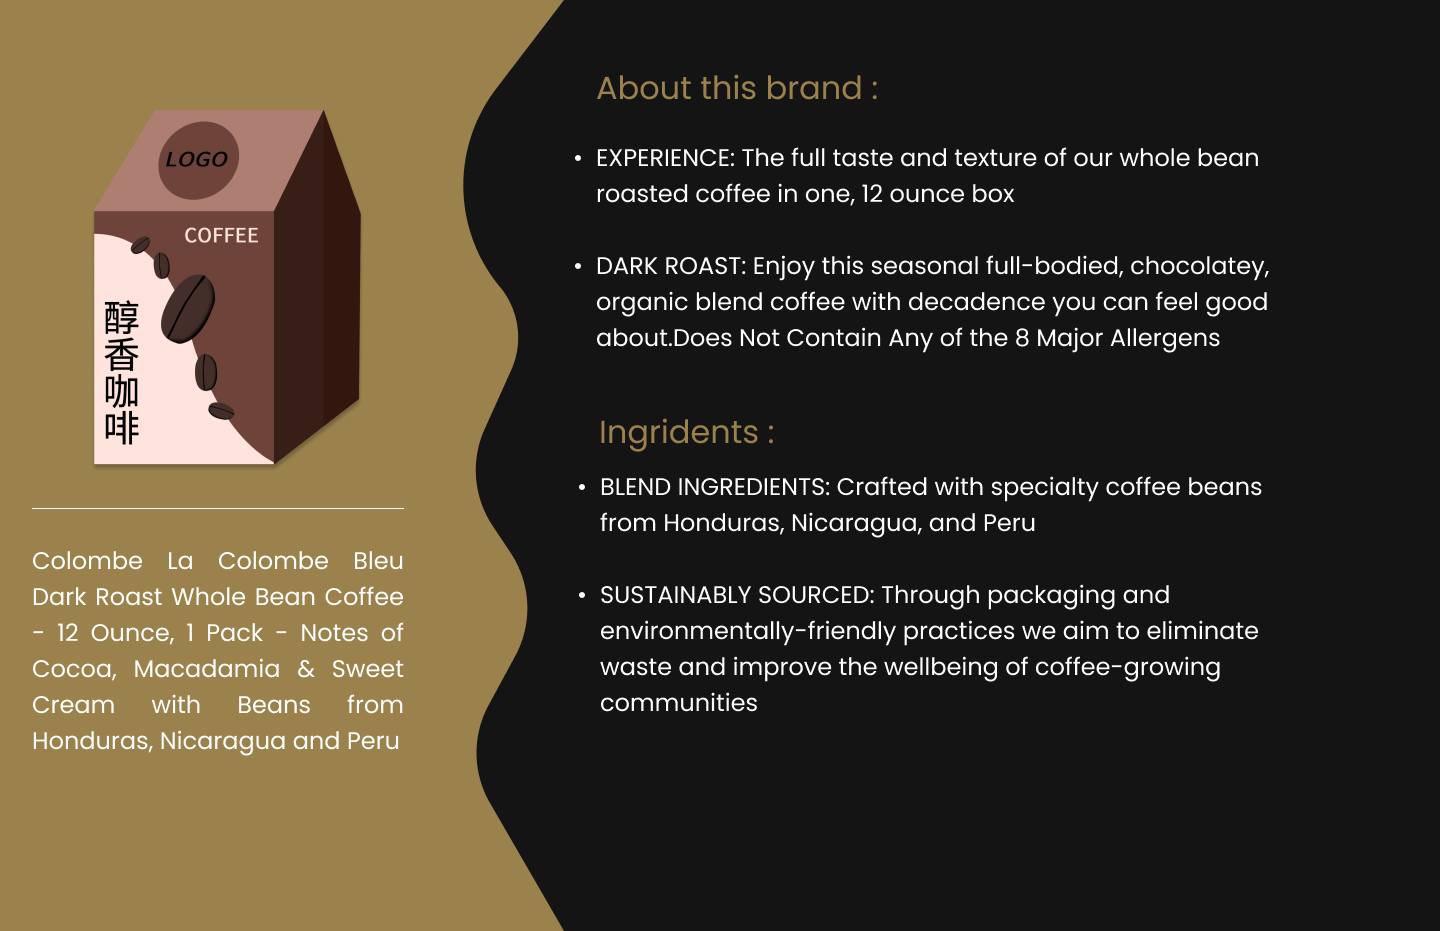 LOGO
COFFEE
醇
香
咖
啡
Colombe La Colombe Bleu
Dark Roast Whole Bean Coffee
- 12 Ounce, 1 Pack - Notes of
Cocoa, Macadamia & Sweet
Cream with Beans from
Honduras, Nicaragua and Peru
About this brand :
• EXPERIENCE: The full taste and texture of our whole bean
roasted coffee in one, 12 ounce box
• DARK ROAST: Enjoy this seasonal full-bodied, chocolatey,
organic blend coffee with decadence you can feel good
about.Does Not Contain Any of the 8 Major Allergens
Ingridents :
• BLEND INGREDIENTS: Crafted with specialty coffee beans
from Honduras, Nicaragua, and Peru
• SUSTAINABLY SOURCED: Through packaging and
environmentally-friendly practices we aim to eliminate
waste and improve the wellbeing of coffee-growing
communities